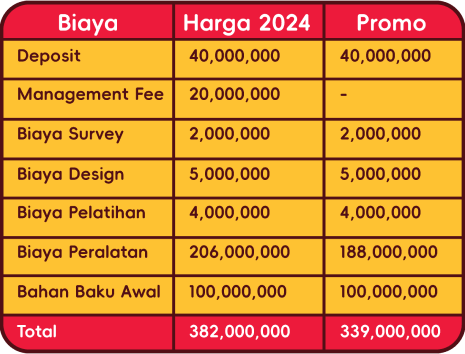 Biaya Harga 2024 Promo
Deposit 40,000,000 40,000,000
Management Fee 20,000,000 -
Biaya Survey 2,000,000 2,000,000
Biaya Design 5,000,000 5,000,000
Biaya Pelatihan 4,000,000 4,000,000
Biaya Peralatan 206,000,000 188,000,000
Bahan Baku Awal 100,000,000 100,000,000
Total 382,000,000 339,000,000